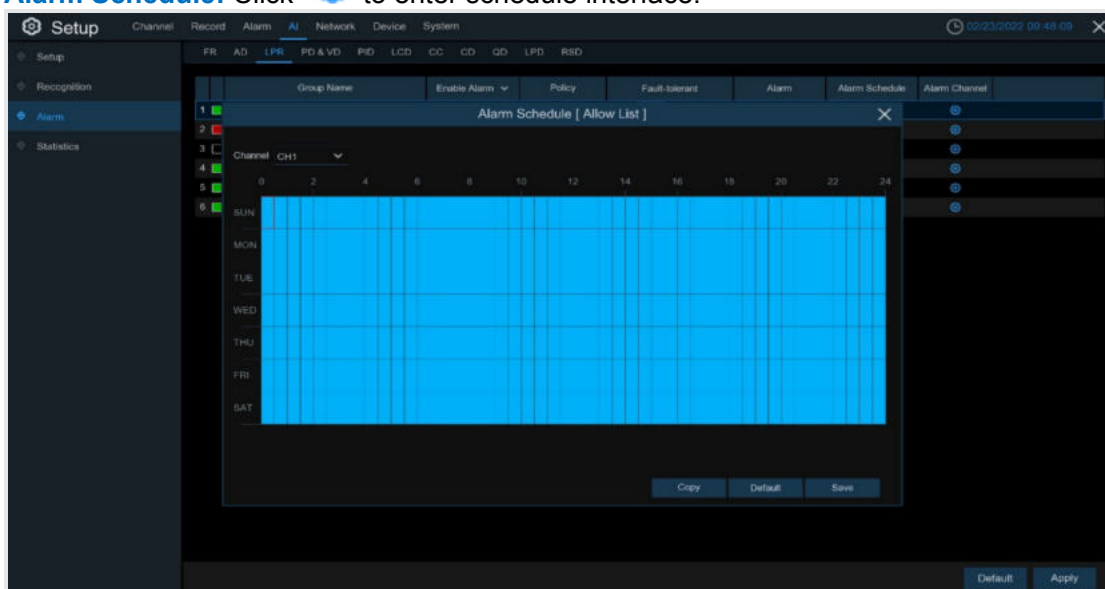 Alarm Schedule: Click to enter schedule interface.
Setup Channel Record Alarm AI Network Device System 02/23/2022 09:48:09
Setup FR AD LPR PD & VD PID LCD CC CD QD LPD RSD
Recognition Group Name Enable Alarm Policy Fault-tolerant Alarm Alarm Schedule Alarm Channel
Alarm 1 Alarm Schedule [ Allow List ]
2
Statistics 3 Channel CH1
4
5 0 2 4 6 8 10 12 14 16 18 20 22 24
6 SUN
MON
TUE
WED
THU
FRI
SAT
Copy Default Save
Default Apply